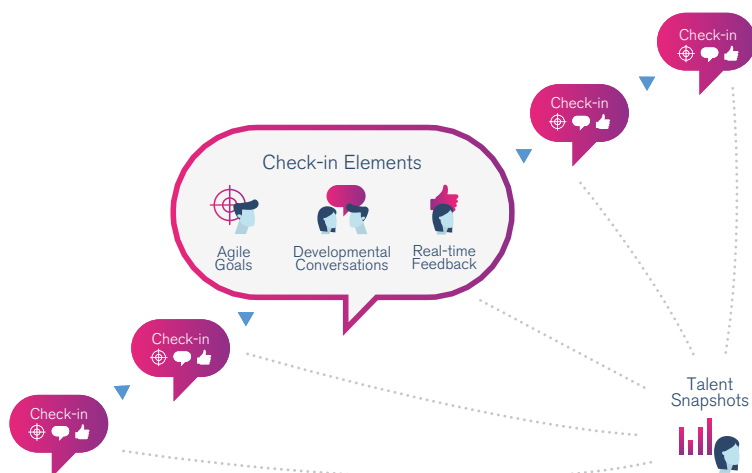 Check-in
Check-in
Check-in Elements
Agile
Goals
Developmental
Conversations
Real-time
Feedback
Check-in
Check-in
Talent
Snapshots